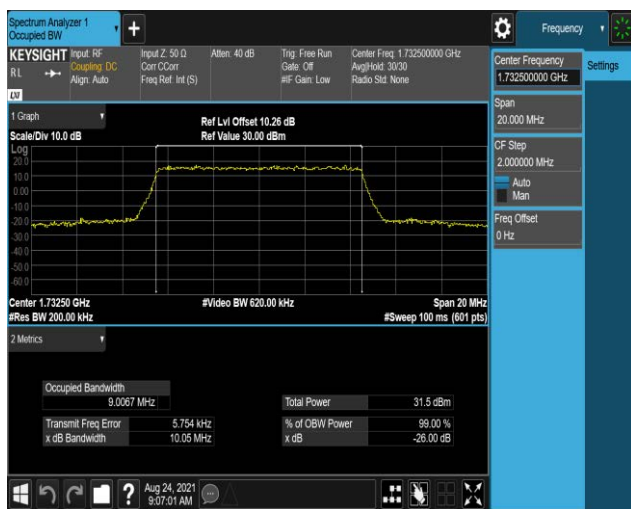 Spectrum Analyzer 1
Occupied BW
Frequency
KEYSIGHT
RL
LXI
Input: RF
Coupling: DC
Align: Auto
Input Z: 50 Ω
Corr CCorr
Freq Ref: Int (S)
Atten: 40 dB
Trig: Free Run
Gate: Off
#IF Gain: Low
Center Freq: 1.732500000 GHz
Avg|Hold: 30/30
Radio Std: None
Center Frequency
1.732500000 GHz
Settings
Span
20.000 MHz
CF Step
2.000000 MHz
Auto
Man
Freq Offset
0 Hz
1 Graph
Scale/Div 10.0 dB
Ref Lvl Offset 10.26 dB
Ref Value 30.00 dBm
Log
20.0
10.0
0.00
-10.0
-20.0
-30.0
-40.0
-50.0
-60.0
Center 1.73250 GHz
#Video BW 620.00 kHz
Span 20 MHz
#Res BW 200.00 kHz
#Sweep 100 ms (601 pts)
2 Metrics
Occupied Bandwidth
9.0067 MHz
Total Power 31.5 dBm
Transmit Freq Error 5.754 kHz
% of OBW Power 99.00 %
x dB Bandwidth 10.05 MHz
x dB -26.00 dB
?
Aug 24, 2021
9:07:01 AM